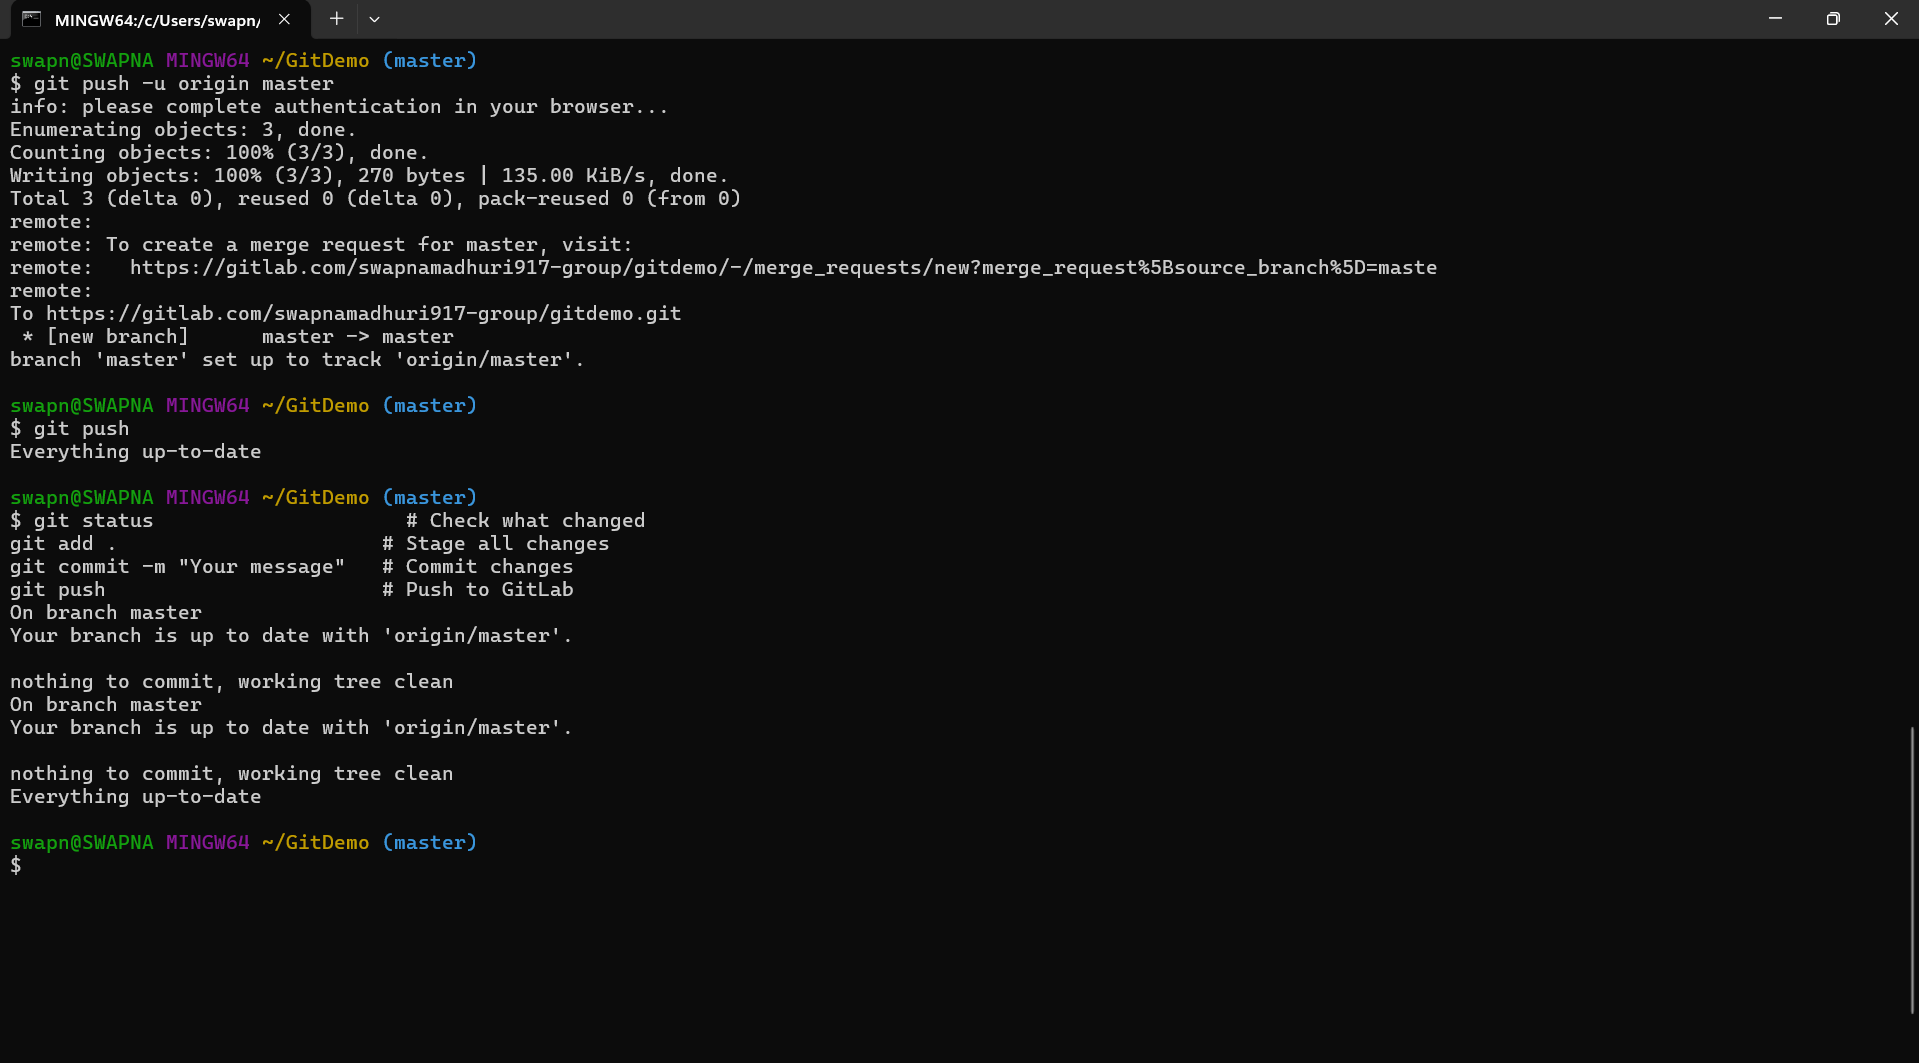 MINGW64:/c/Users/swapn/
swapn@SWAPNA MINGW64 ~/GitDemo (master)
$ git push -u origin master
info: please complete authentication in your browser...
Enumerating objects: 3, done.
Counting objects: 100% (3/3), done.
Writing objects: 100% (3/3), 270 bytes | 135.00 KiB/s, done.
Total 3 (delta 0), reused 0 (delta 0), pack-reused 0 (from 0)
remote:
remote: To create a merge request for master, visit:
remote:   https://gitlab.com/swapnamadhuri917-group/gitdemo/-/merge_requests/new?merge_request%5Bsource_branch%5D=maste
remote:
To https://gitlab.com/swapnamadhuri917-group/gitdemo.git
 * [new branch]      master -> master
branch 'master' set up to track 'origin/master'.
swapn@SWAPNA MINGW64 ~/GitDemo (master)
$ git push
Everything up-to-date
swapn@SWAPNA MINGW64 ~/GitDemo (master)
$ git status                     # Check what changed
git add .                      # Stage all changes
git commit -m "Your message"   # Commit changes
git push                       # Push to GitLab
On branch master
Your branch is up to date with 'origin/master'.
nothing to commit, working tree clean
On branch master
Your branch is up to date with 'origin/master'.
nothing to commit, working tree clean
Everything up-to-date
swapn@SWAPNA MINGW64 ~/GitDemo (master)
$